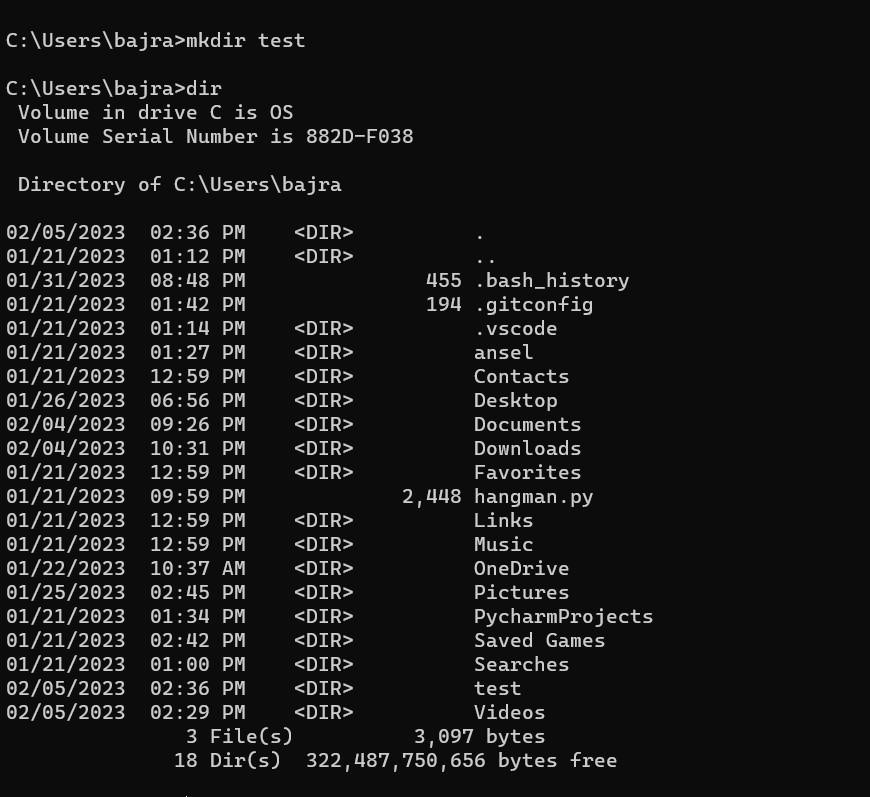 C:\Users\bajra>mkdir test
C:\Users\bajra>dir
 Volume in drive C is OS
 Volume Serial Number is 882D-F038
 Directory of C:\Users\bajra
02/05/2023  02:36 PM    <DIR>          .
01/21/2023  01:12 PM    <DIR>          ..
01/31/2023  08:48 PM               455 .bash_history
01/21/2023  01:42 PM               194 .gitconfig
01/21/2023  01:14 PM    <DIR>          .vscode
01/21/2023  01:27 PM    <DIR>          ansel
01/21/2023  12:59 PM    <DIR>          Contacts
01/26/2023  06:56 PM    <DIR>          Desktop
02/04/2023  09:26 PM    <DIR>          Documents
02/04/2023  10:31 PM    <DIR>          Downloads
01/21/2023  12:59 PM    <DIR>          Favorites
01/21/2023  09:59 PM             2,448 hangman.py
01/21/2023  12:59 PM    <DIR>          Links
01/21/2023  12:59 PM    <DIR>          Music
01/22/2023  10:37 AM    <DIR>          OneDrive
01/25/2023  02:45 PM    <DIR>          Pictures
01/21/2023  01:34 PM    <DIR>          PycharmProjects
01/21/2023  02:42 PM    <DIR>          Saved Games
01/21/2023  01:00 PM    <DIR>          Searches
02/05/2023  02:36 PM    <DIR>          test
02/05/2023  02:29 PM    <DIR>          Videos
               3 File(s)          3,097 bytes
              18 Dir(s)  322,487,750,656 bytes free